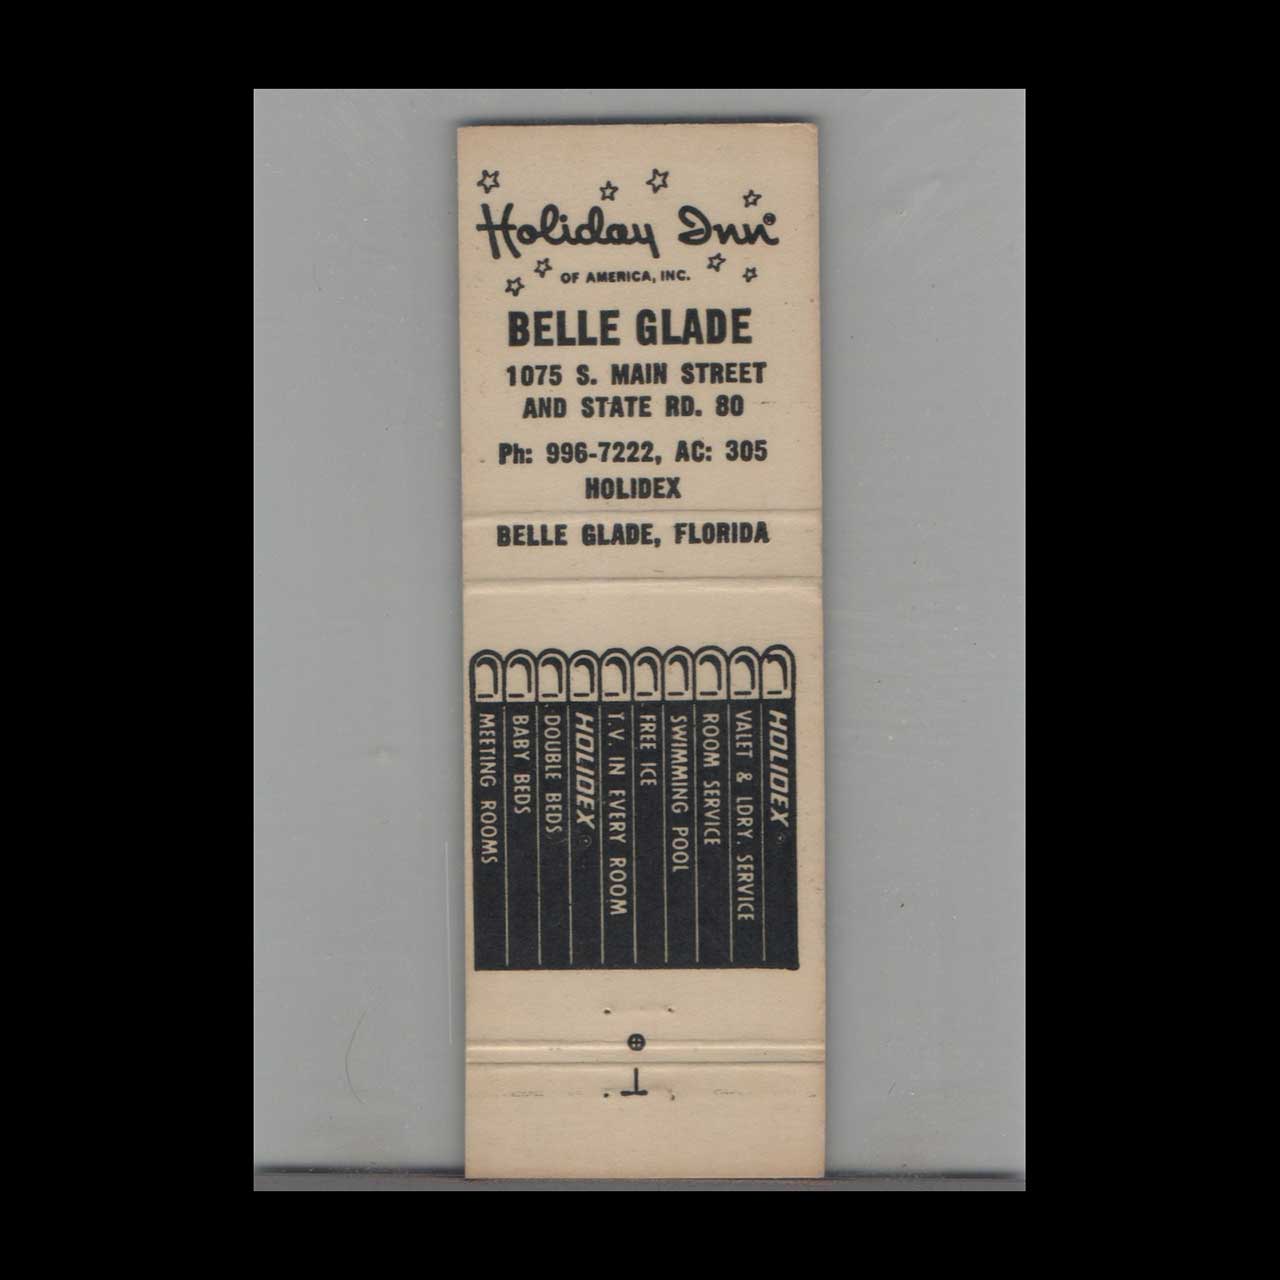 Holiday Inn®
OF AMERICA, INC.
BELLE GLADE
1075 S. MAIN STREET
AND STATE RD. 80
Ph: 996-7222, AC: 305
HOLIDEX
BELLE GLADE, FLORIDA
HOLIDEX®
VALET & LDRY. SERVICE
ROOM SERVICE
SWIMMING POOL
FREE ICE
T.V. IN EVERY ROOM
HOLIDEX®
DOUBLE BEDS
BABY BEDS
MEETING ROOMS